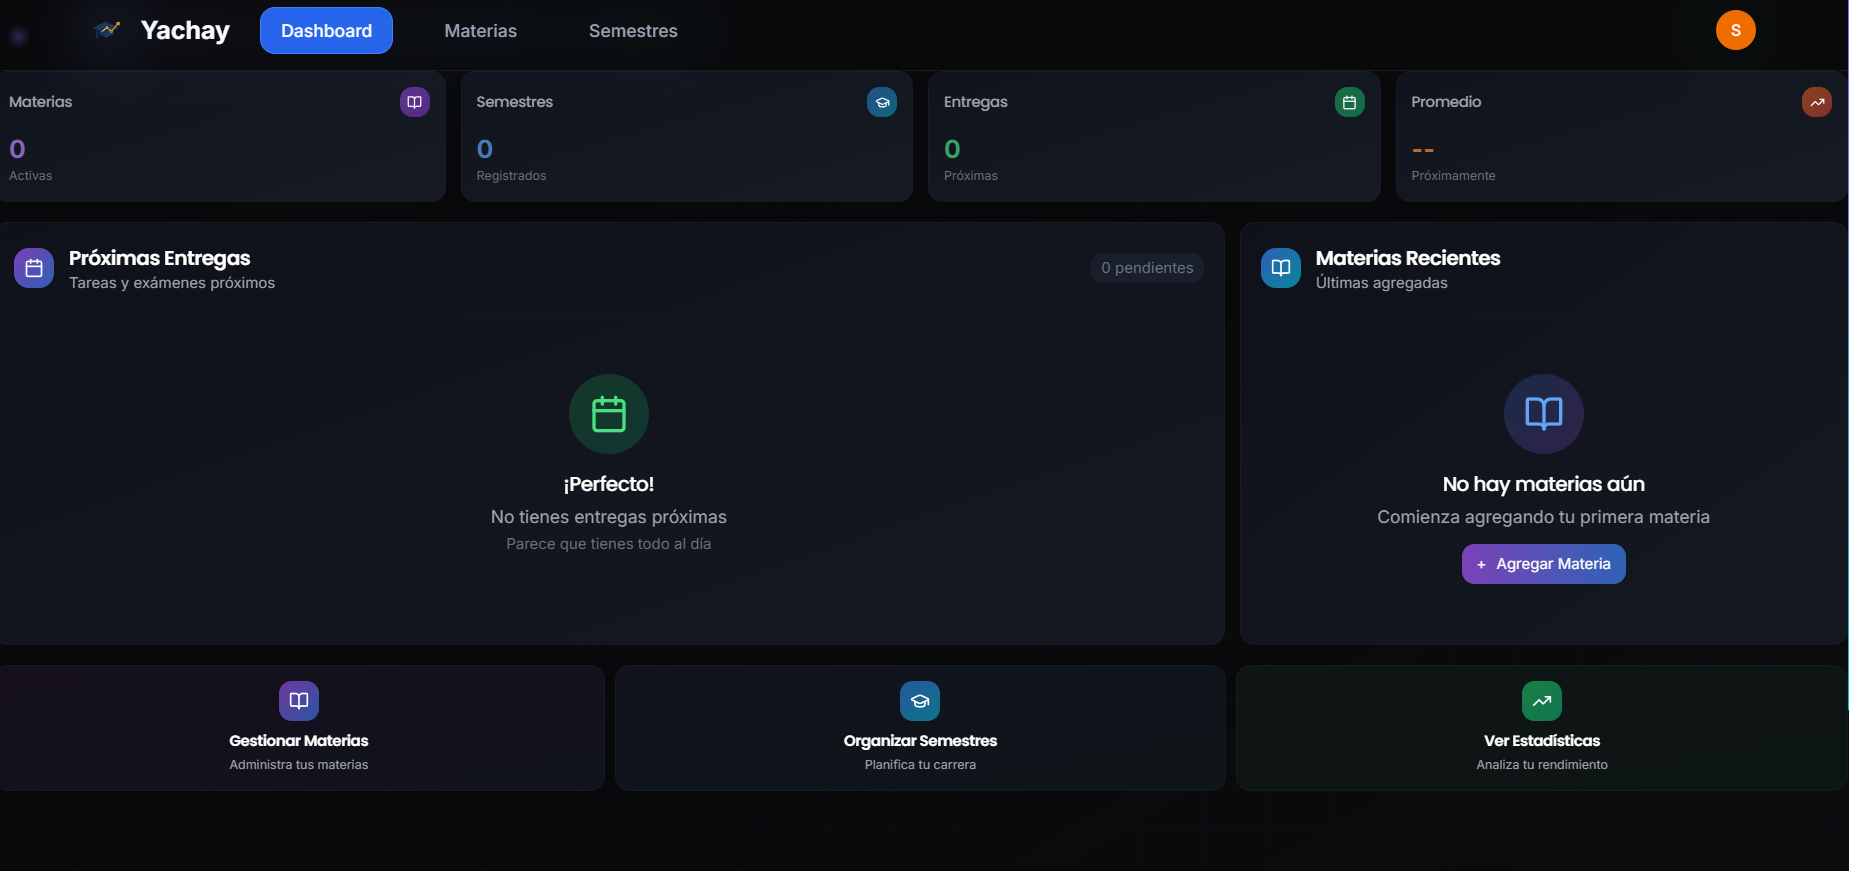 Yachay
Dashboard
Materias
Semestres
S
Materias
0
Activas
Semestres
0
Registrados
Entregas
0
Próximas
Promedio
--
Próximamente
Próximas Entregas
Tareas y exámenes próximos
0 pendientes
¡Perfecto!
No tienes entregas próximas
Parece que tienes todo al día
Materias Recientes
Últimas agregadas
No hay materias aún
Comienza agregando tu primera materia
+ Agregar Materia
Gestionar Materias
Administra tus materias
Organizar Semestres
Planifica tu carrera
Ver Estadísticas
Analiza tu rendimiento